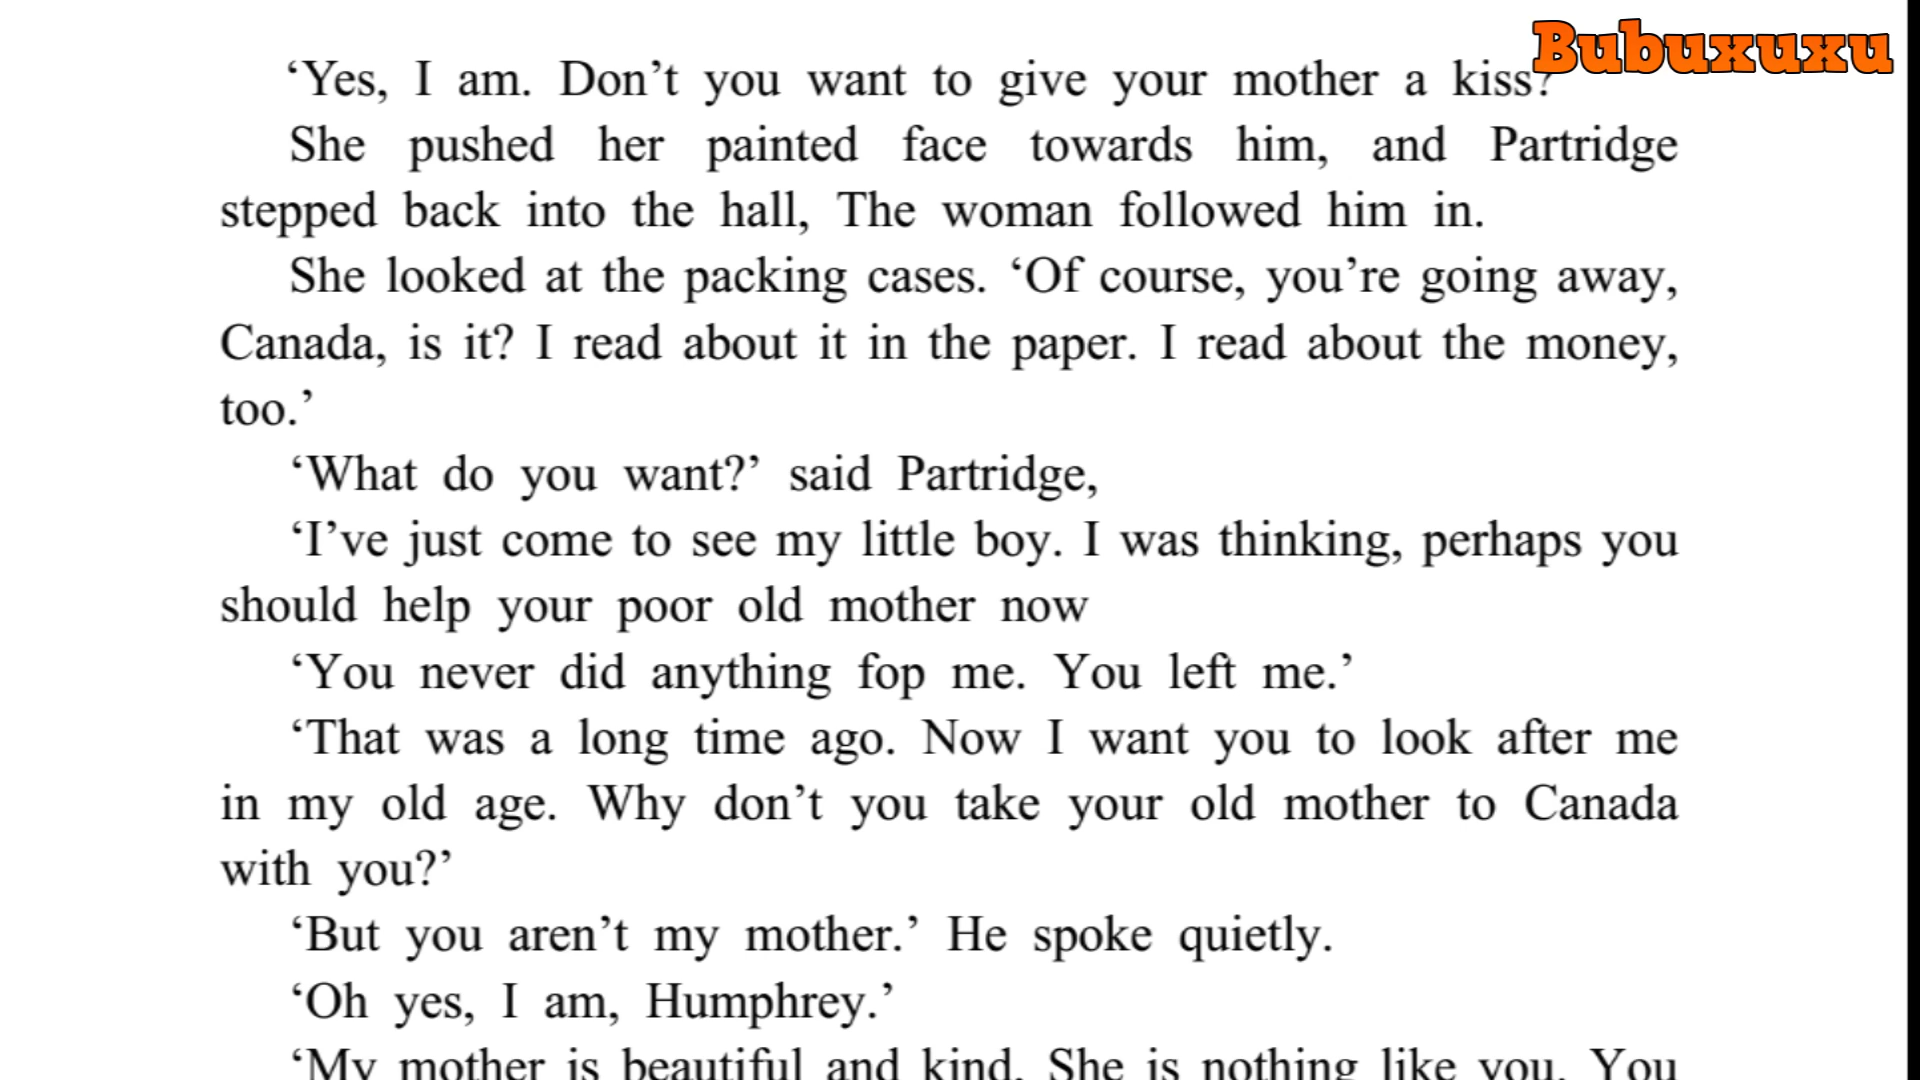 Bubuxuxu
‘Yes, I am. Don’t you want to give your mother a kiss?
She pushed her painted face towards him, and Partridge
stepped back into the hall, The woman followed him in.
She looked at the packing cases. ‘Of course, you’re going away,
Canada, is it? I read about it in the paper. I read about the money,
too.’
‘What do you want?’ said Partridge,
‘I’ve just come to see my little boy. I was thinking, perhaps you
should help your poor old mother now
‘You never did anything fop me. You left me.’
‘That was a long time ago. Now I want you to look after me
in my old age. Why don’t you take your old mother to Canada
with you?’
‘But you aren’t my mother.’ He spoke quietly.
‘Oh yes, I am, Humphrey.’
‘My mother is beautiful and kind. She is nothing like you. You